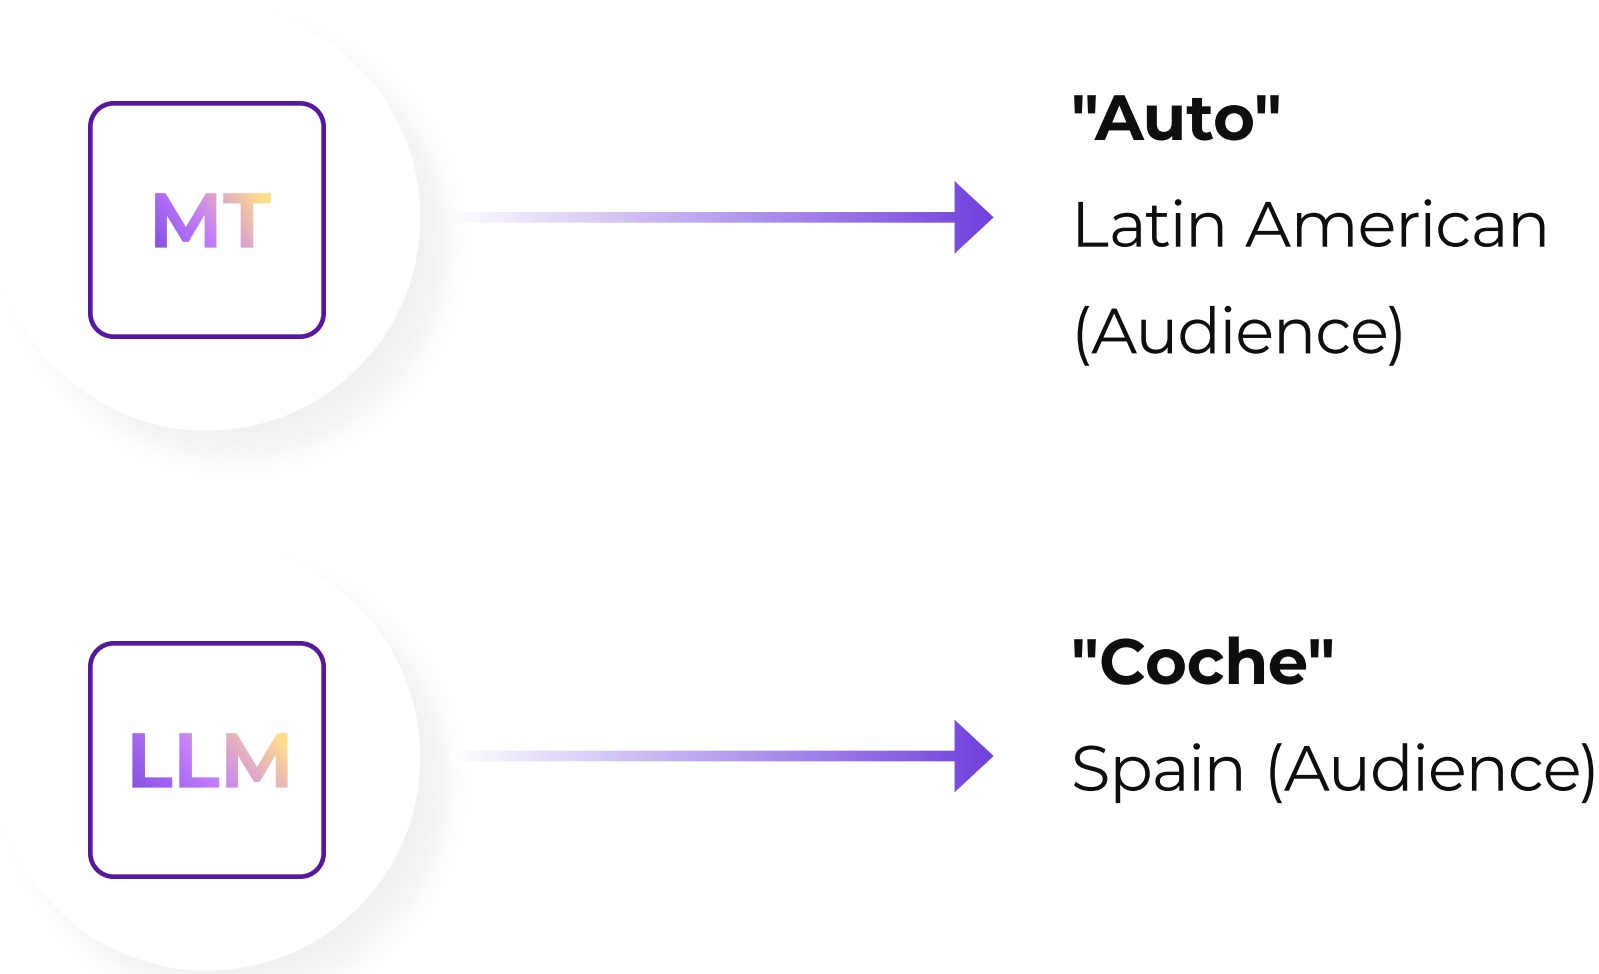 MT
"Auto"
Latin American
(Audience)
LLM
"Coche"
Spain (Audience)